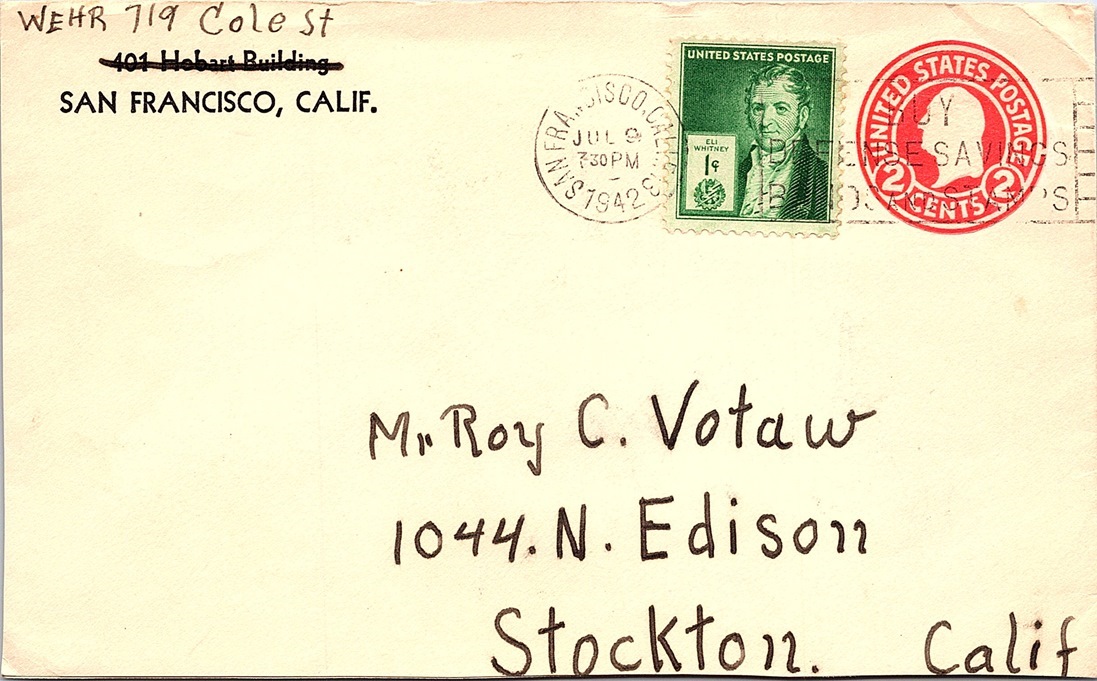 WEHR 719 Cole St
401 Hobart Building
SAN FRANCISCO, CALIF.
SAN FRANCISCO, CALIF.
JUL 9
7:30 PM
1942
UNITED STATES POSTAGE
ELI
WHITNEY
1¢
UNITED STATES POSTAGE
2 CENTS 2
BUY
DEFENSE SAVINGS
BONDS AND STAMPS
Mr. Roy C. Votaw
1044. N. Edison
Stockton. Calif